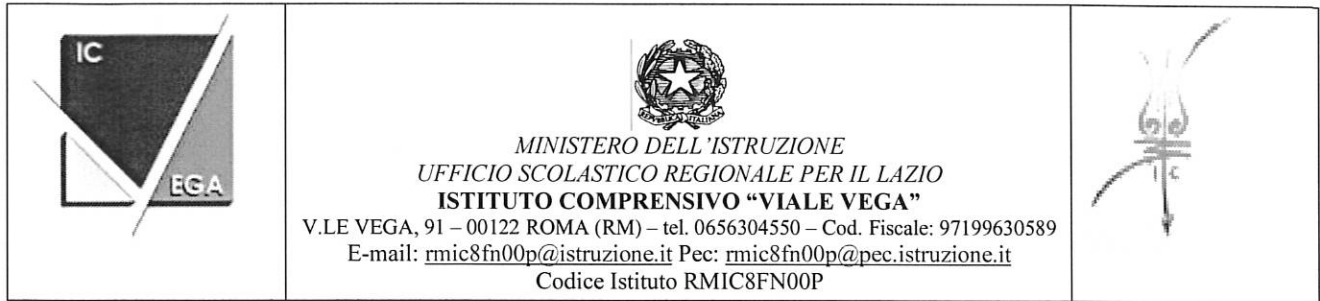 IC
EGA
REPVBBLICA ITALIANA
MINISTERO DELL'ISTRUZIONE
UFFICIO SCOLASTICO REGIONALE PER IL LAZIO
ISTITUTO COMPRENSIVO “VIALE VEGA”
V.LE VEGA, 91 – 00122 ROMA (RM) – tel. 0656304550 – Cod. Fiscale: 97199630589
E-mail: rmic8fn00p@istruzione.it Pec: rmic8fn00p@pec.istruzione.it
Codice Istituto RMIC8FN00P
I C